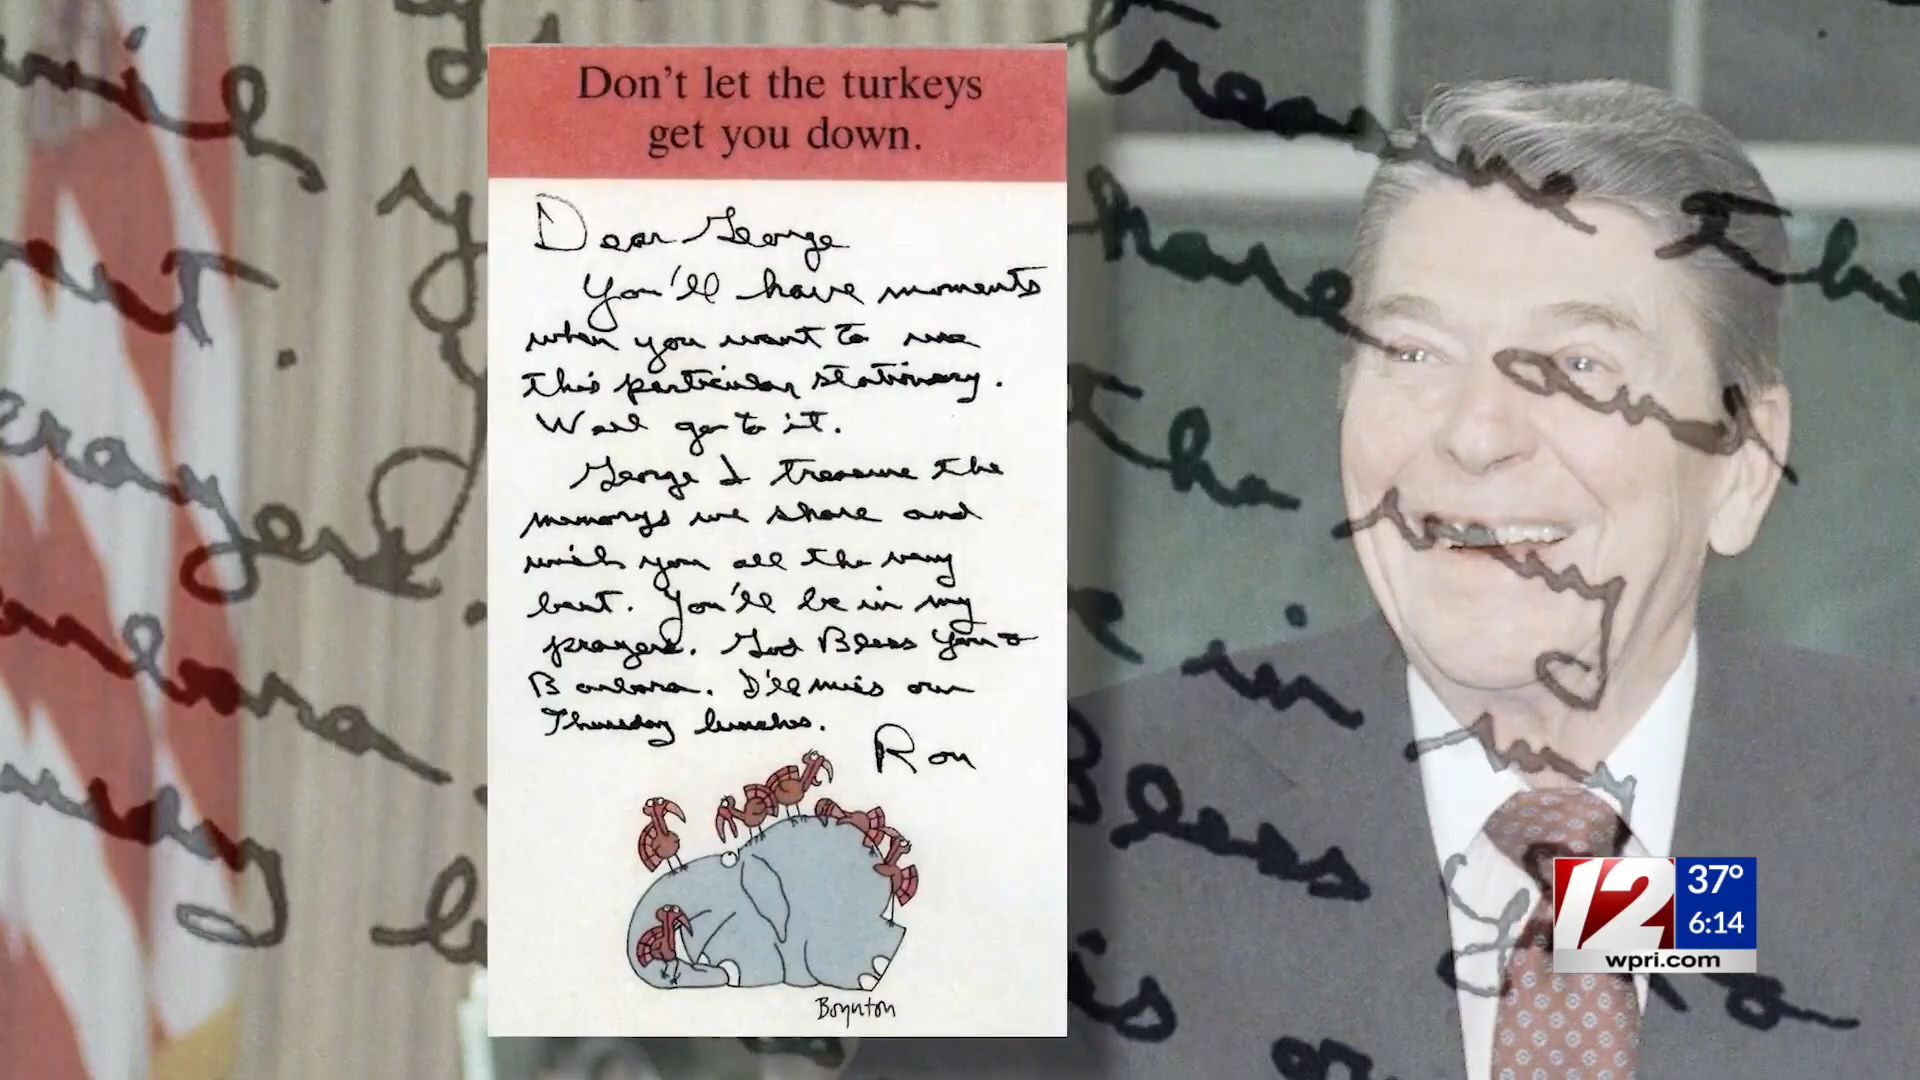 Don't let the turkeys
get you down.
Dear George
You'll have moments
when you want to use
this particular stationary.
Well go to it.
George I treasure the
memorys we share and
wish you all the very
best. You'll be in my
prayers. God Bless You &
Barbara. I'll miss our
Thursday lunches.
Ron
Boynton
12
37°
6:14
wpri.com